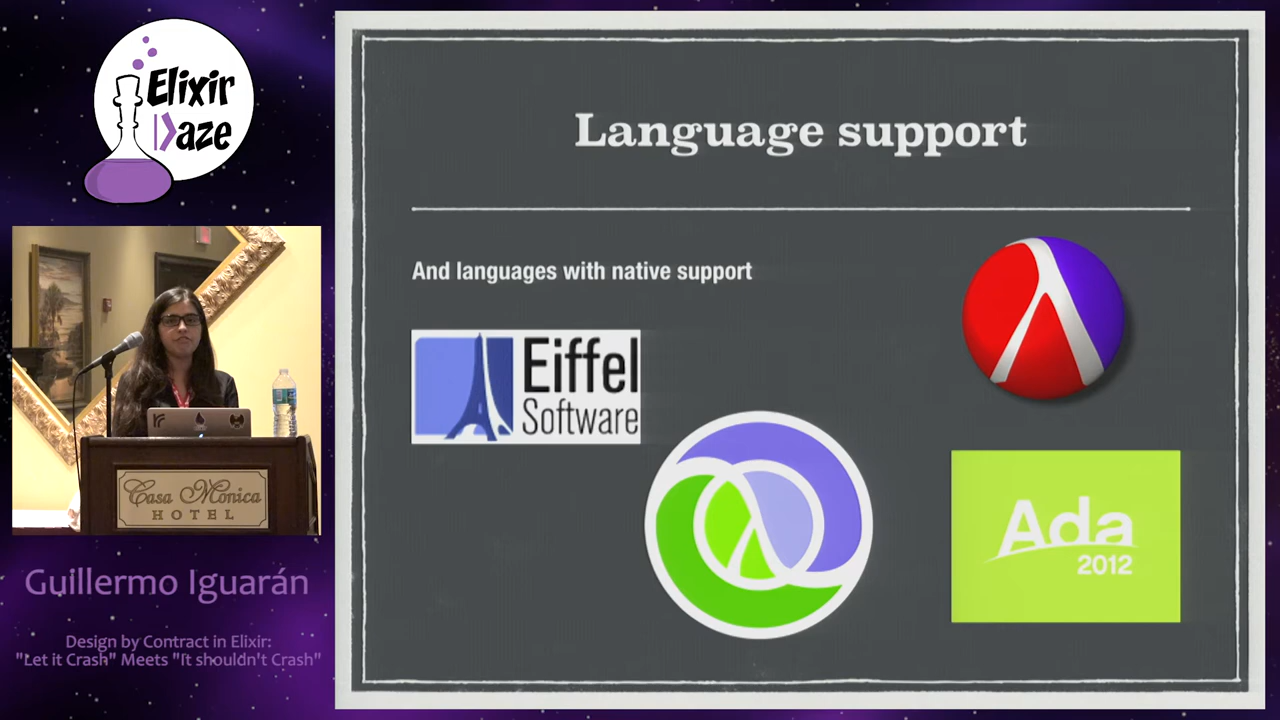 Elixir
Daze
Language support
And languages with native support
Eiffel
Software
Ada
2012
Casa Monica
HOTEL
Guillermo Iguarán
Design by Contract in Elixir:
"Let it Crash" Meets "It shouldn't Crash"